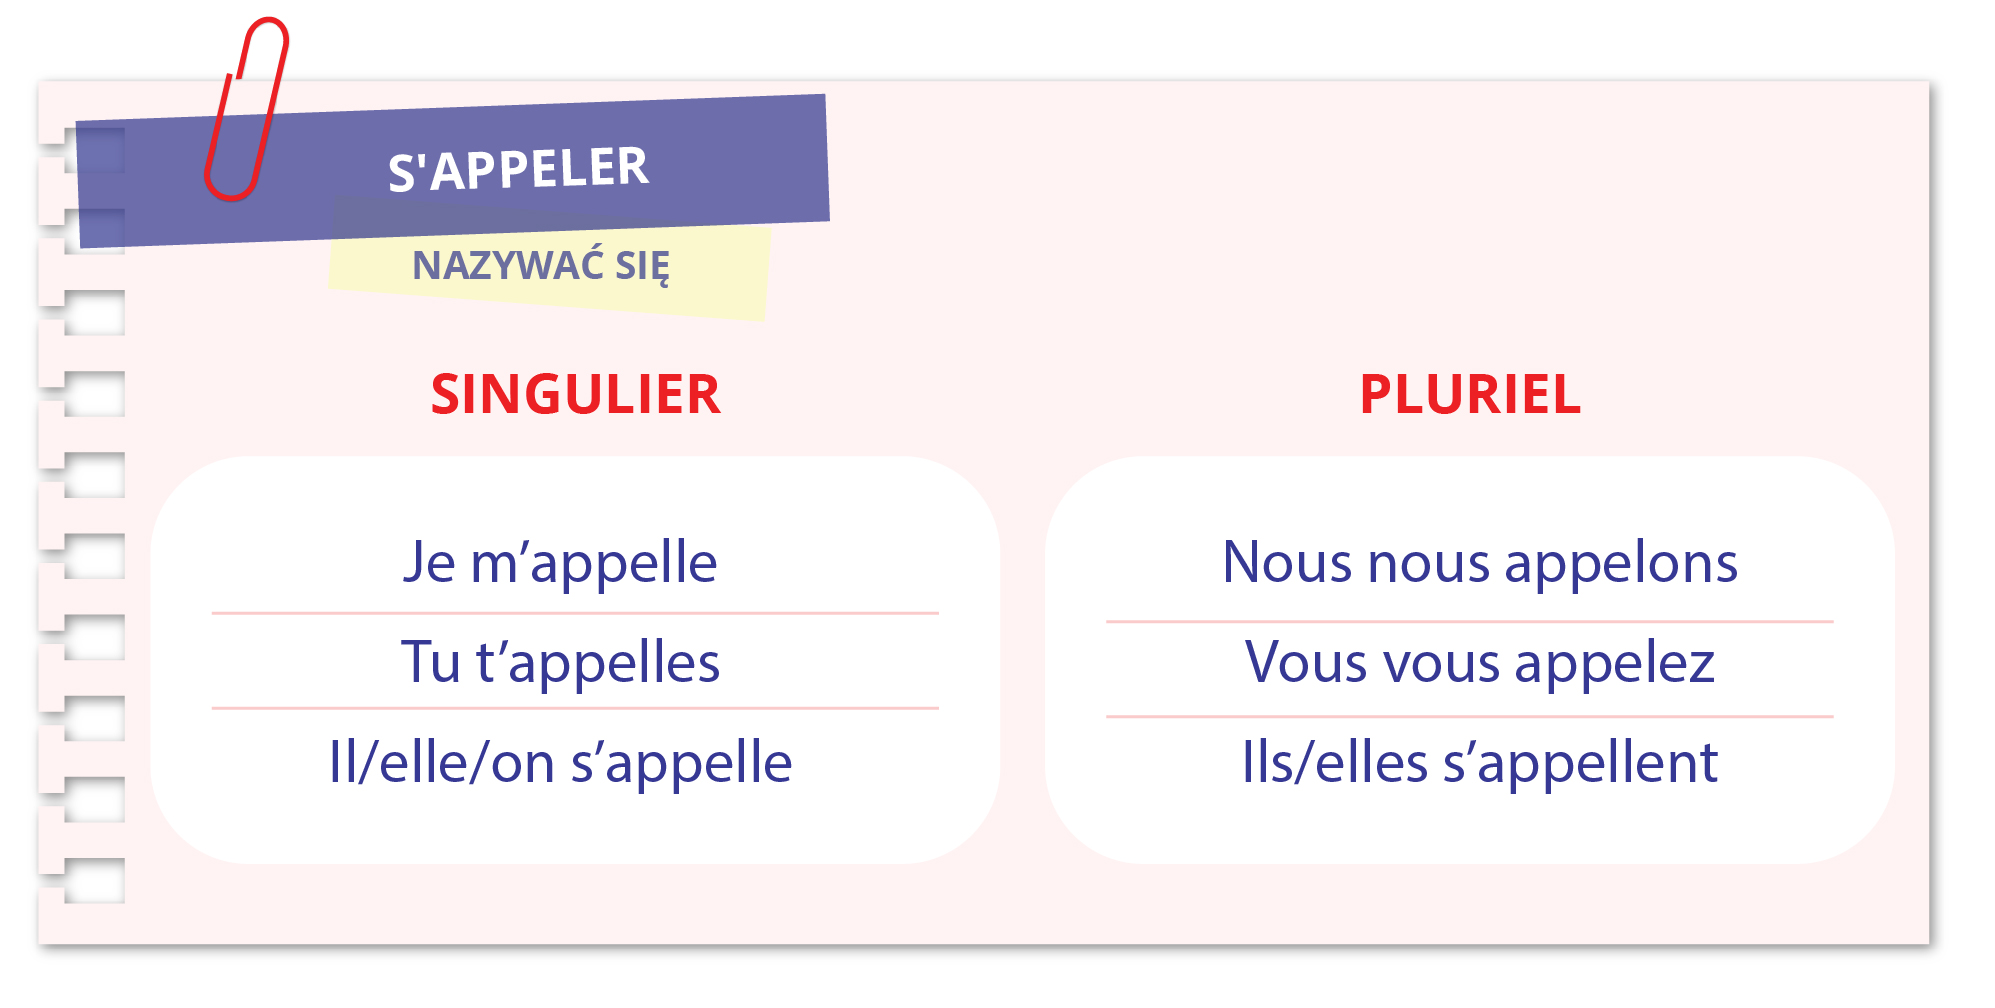 S'APPELER
NAZYWAĆ SIĘ
SINGULIER
Je m’appelle
Tu t’appelles
Il/elle/on s’appelle
PLURIEL
Nous nous appelons
Vous vous appelez
Ils/elles s’appellent